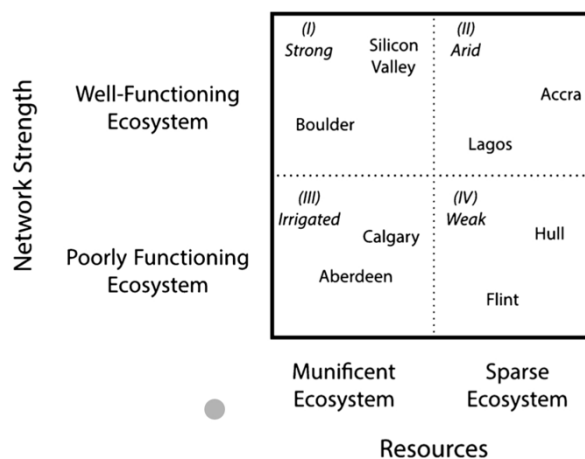 Network Strength
Well-Functioning
Ecosystem
Poorly Functioning
Ecosystem
(I)
Strong
Silicon
Valley
Boulder
(II)
Arid
Accra
Lagos
(III)
Irrigated
Calgary
Aberdeen
(IV)
Weak
Hull
Flint
Munificent
Ecosystem
Sparse
Ecosystem
Resources